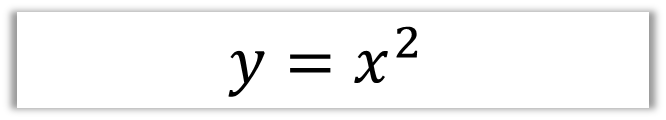 y = x²